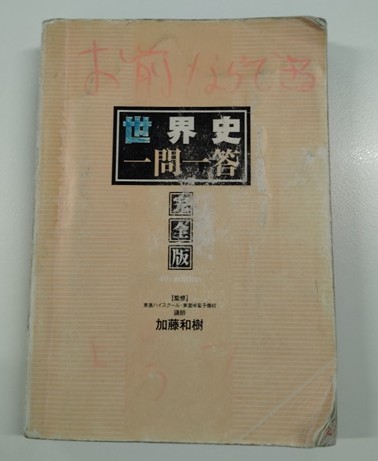 お前ならできる
世界史
一問一答
完全版
【監修】
東進ハイスクール・東進衛星予備校
講師
加藤和樹